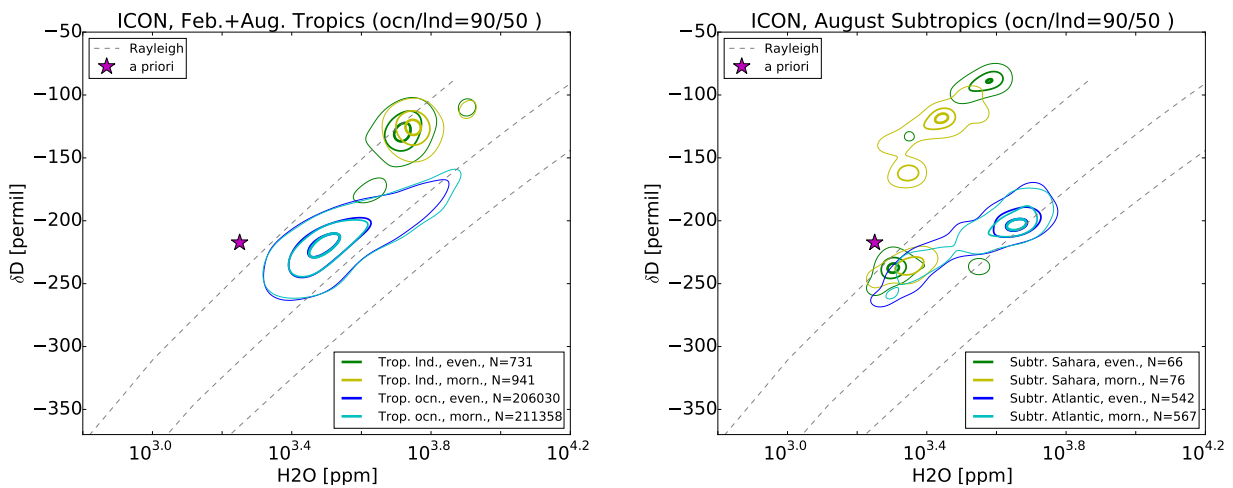 ICON, Feb.+Aug. Tropics (ocn/lnd=90/50 )
−50
−100
−150
−200
−250
−300
−350
δD [permil]
Rayleigh
a priori
Trop. lnd., even., N=731
Trop. lnd., morn., N=941
Trop. ocn., even., N=206030
Trop. ocn., morn., N=211358
10^3.0
10^3.4
10^3.8
10^4.2
H2O [ppm]
ICON, August Subtropics (ocn/lnd=90/50 )
−50
−100
−150
−200
−250
−300
−350
δD [permil]
Rayleigh
a priori
Subtr. Sahara, even., N=66
Subtr. Sahara, morn., N=76
Subtr. Atlantic, even., N=542
Subtr. Atlantic, morn., N=567
10^3.0
10^3.4
10^3.8
10^4.2
H2O [ppm]